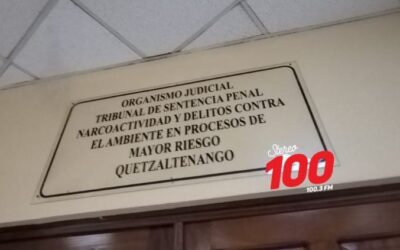 ORGANISMO JUDICIAL
TRIBUNAL DE SENTENCIA PENAL
NARCOACTIVIDAD Y DELITOS CONTRA
EL AMBIENTE EN PROCESOS DE
MAYOR RIESGO
QUETZALTENANGO
Stereo
100
100.3 FM